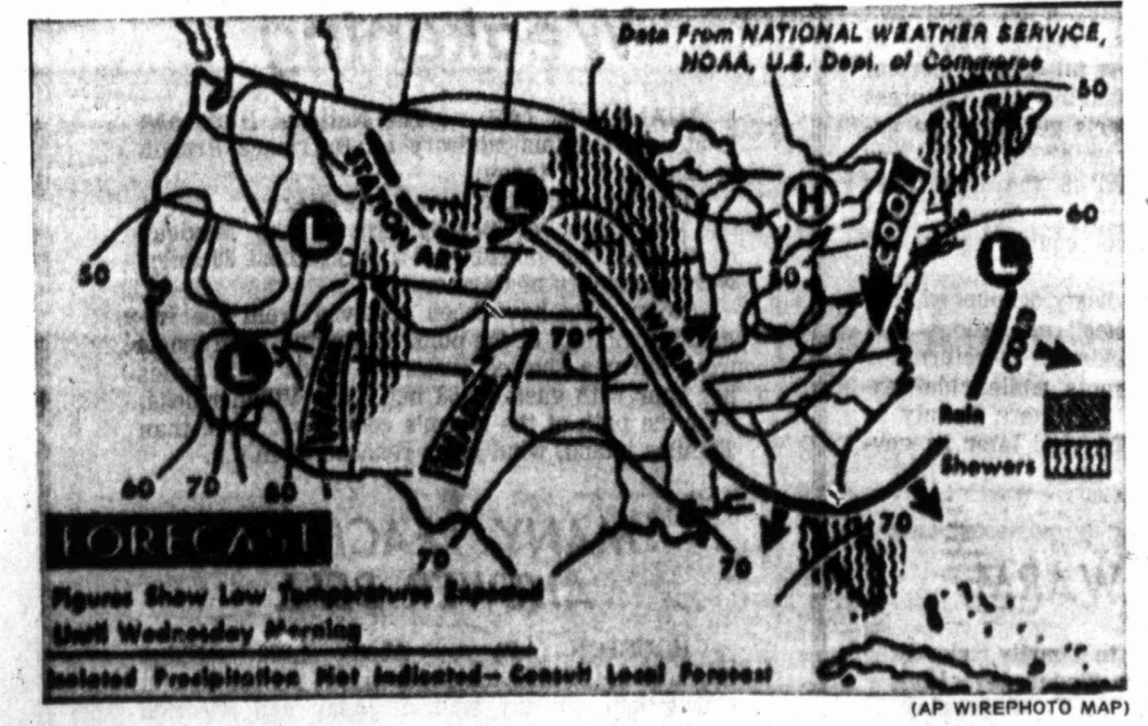 Data From NATIONAL WEATHER SERVICE,
NOAA, U.S. Dept. of Commerce
50
STATIONARY
L
H
COOL
60
L
L
50
L
COLD
80
WARM
70
L
WARM
WARM
Rain
Showers
60
70
80
70
70
70
FORECAST
Figures Show Low Temperatures Expected
Until Wednesday Morning
Isolated Precipitation Not Indicated— Consult Local Forecast
(AP WIREPHOTO MAP)